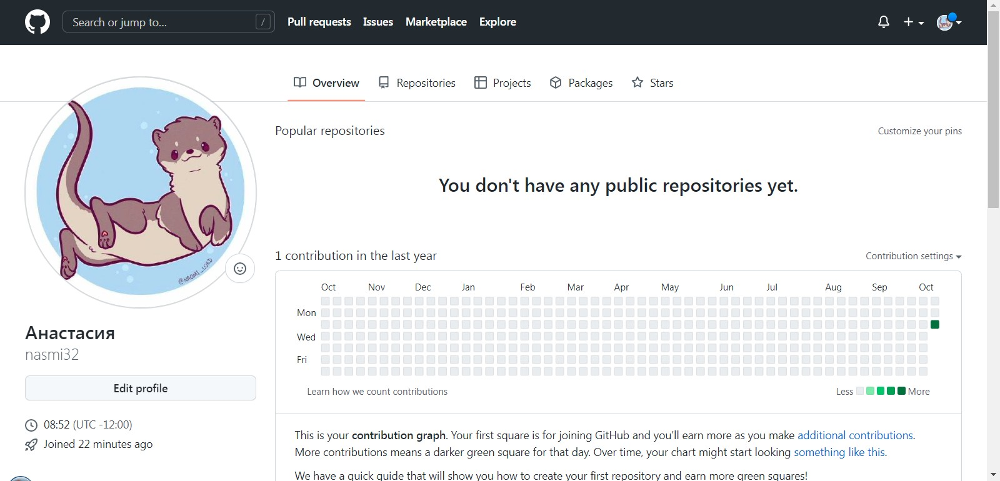 Search or jump to...
/
Pull requests
Issues
Marketplace
Explore
Overview
Repositories
Projects
Packages
Stars
@NAOMI_LORD
Анастасия
nasmi32
Edit profile
08:52 (UTC -12:00)
Joined 22 minutes ago
Popular repositories
Customize your pins
You don't have any public repositories yet.
1 contribution in the last year
Contribution settings
Oct Nov Dec Jan Feb Mar Apr May Jun Jul Aug Sep Oct
Mon
Wed
Fri
Learn how we count contributions
Less More
This is your contribution graph. Your first square is for joining GitHub and you’ll earn more as you make additional contributions.
More contributions means a darker green square for that day. Over time, your chart might start looking something like this.
We have a quick guide that will show you how to create your first repository and earn more green squares!